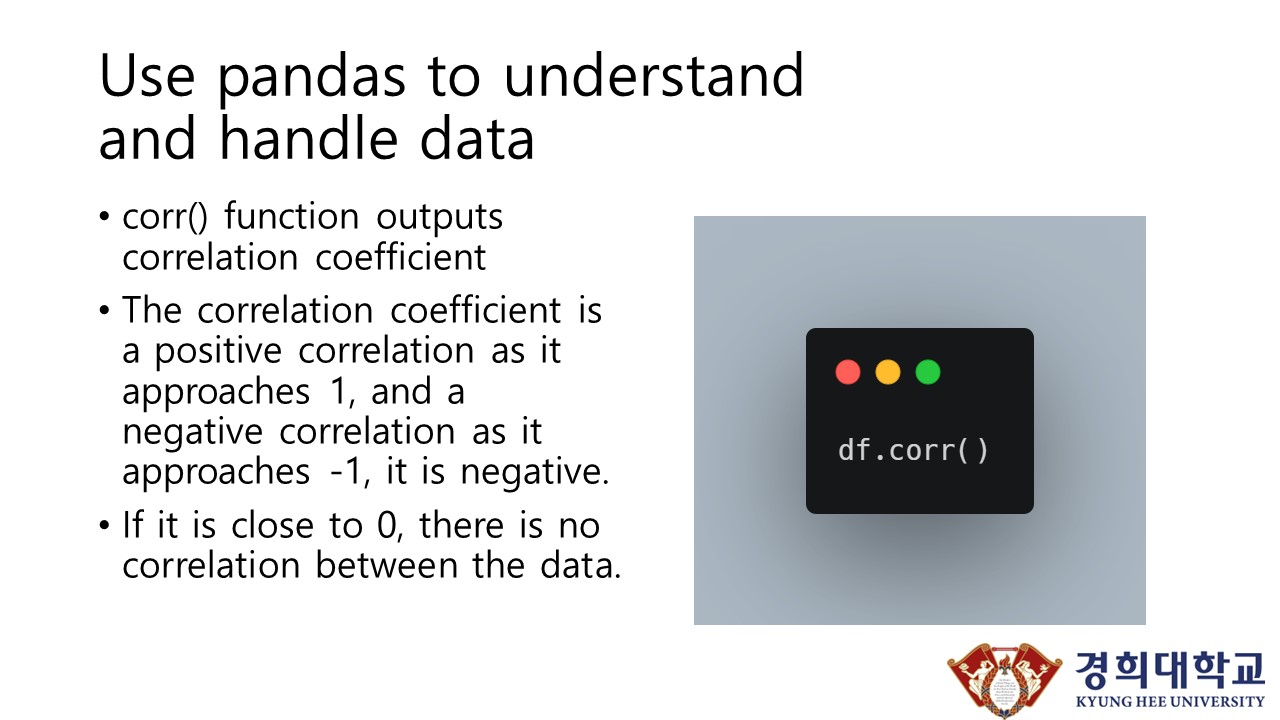 Use pandas to understand
and handle data
• corr() function outputs
correlation coefficient
• The correlation coefficient is
a positive correlation as it
approaches 1, and a
negative correlation as it
approaches -1, it is negative.
• If it is close to 0, there is no
correlation between the data.
df.corr()
경희대학교
KYUNG HEE UNIVERSITY